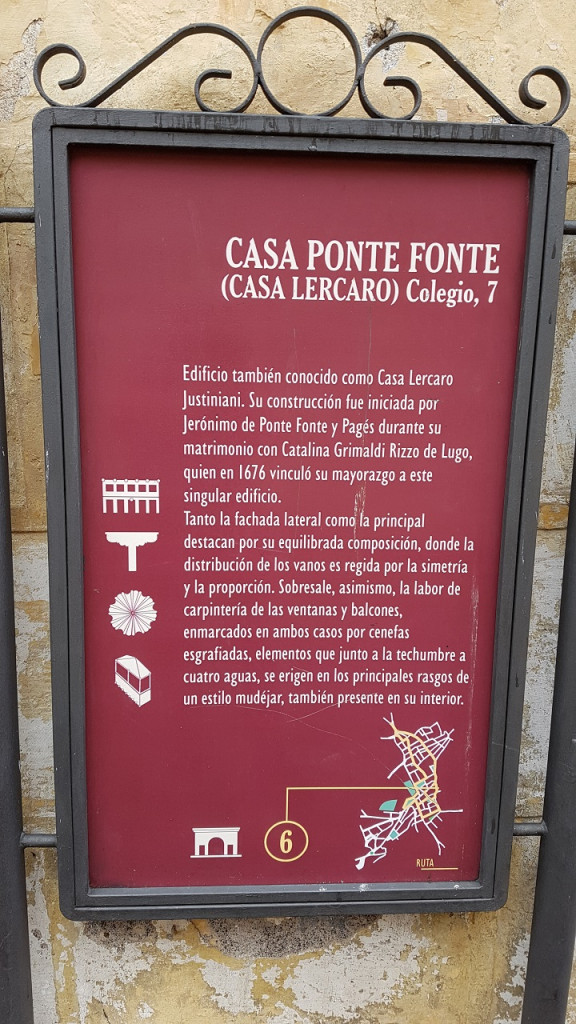 CASA PONTE FONTE
(CASA LERCARO) Colegio, 7
Edificio también conocido como Casa Lercaro
Justiniani. Su construcción fue iniciada por
Jerónimo de Ponte Fonte y Pagés durante su
matrimonio con Catalina Grimaldi Rizzo de Lugo,
quien en 1676 vinculó su mayorazgo a este
singular edificio.
Tanto la fachada lateral como la principal
destacan por su equilibrada composición, donde la
distribución de los vanos es regida por la simetría
y la proporción. Sobresale, asimismo, la labor de
carpintería de las ventanas y balcones,
enmarcados en ambos casos por cenefas
esgrafiadas, elementos que junto a la techumbre a
cuatro aguas, se erigen en los principales rasgos de
un estilo mudéjar, también presente en su interior.
6
RUTA